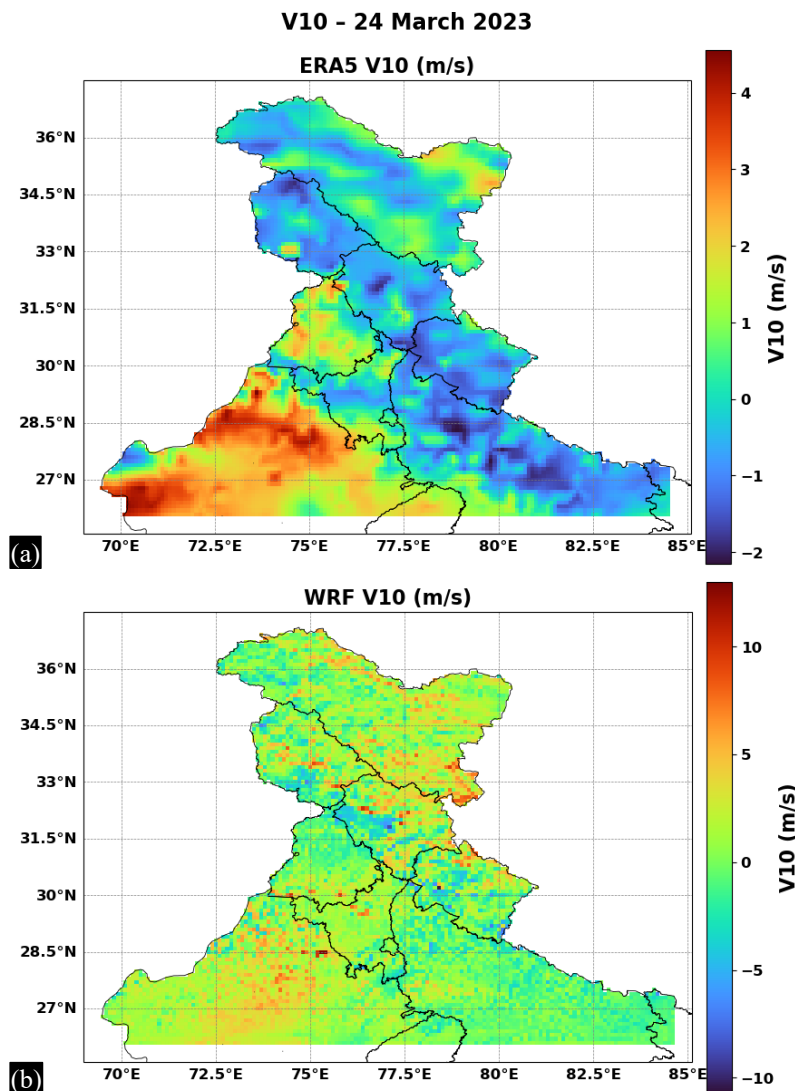 V10 – 24 March 2023
ERA5 V10 (m/s)
36°N
34.5°N
33°N
31.5°N
30°N
28.5°N
27°N
70°E 72.5°E 75°E 77.5°E 80°E 82.5°E 85°E
4
3
2
1
0
−1
−2
V10 (m/s)
(a)
WRF V10 (m/s)
36°N
34.5°N
33°N
31.5°N
30°N
28.5°N
27°N
70°E 72.5°E 75°E 77.5°E 80°E 82.5°E 85°E
10
5
0
−5
−10
V10 (m/s)
(b)